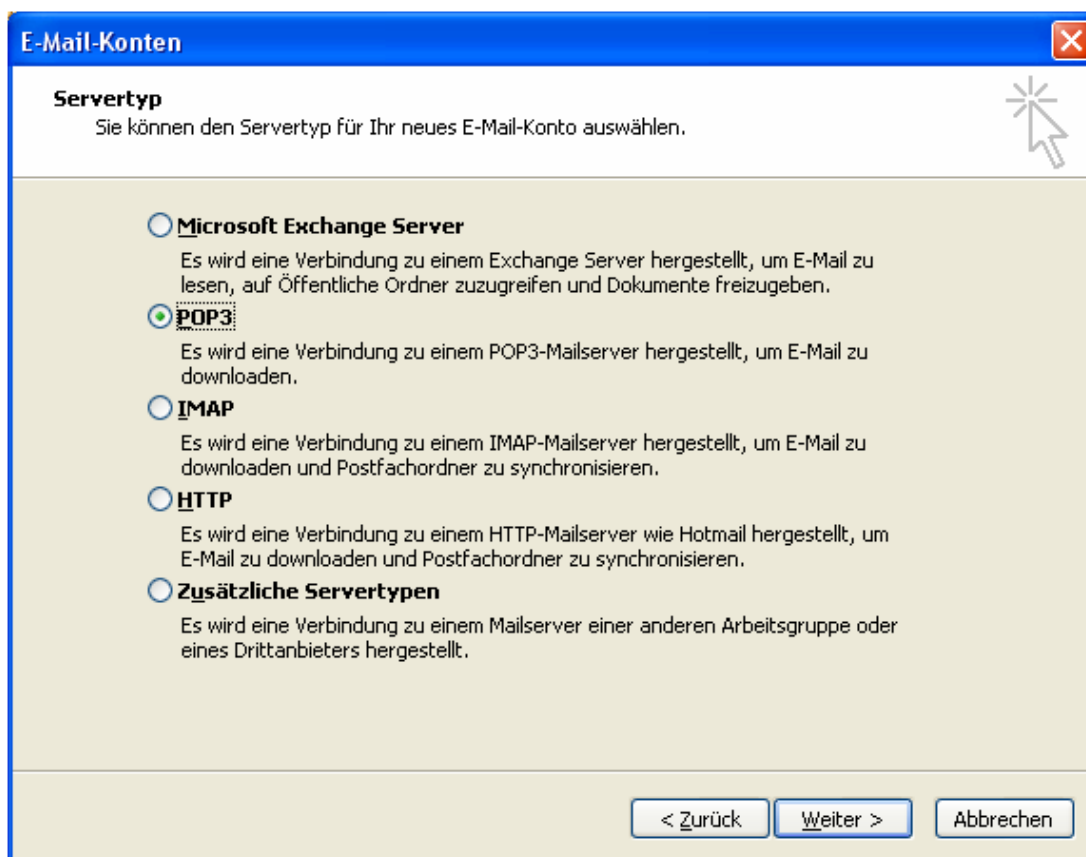 E-Mail-Konten
Servertyp
Sie können den Servertyp für Ihr neues E-Mail-Konto auswählen.
Microsoft Exchange Server
Es wird eine Verbindung zu einem Exchange Server hergestellt, um E-Mail zu
lesen, auf Öffentliche Ordner zuzugreifen und Dokumente freizugeben.
POP3
Es wird eine Verbindung zu einem POP3-Mailserver hergestellt, um E-Mail zu
downloaden.
IMAP
Es wird eine Verbindung zu einem IMAP-Mailserver hergestellt, um E-Mail zu
downloaden und Postfachordner zu synchronisieren.
HTTP
Es wird eine Verbindung zu einem HTTP-Mailserver wie Hotmail hergestellt, um
E-Mail zu downloaden und Postfachordner zu synchronisieren.
Zusätzliche Servertypen
Es wird eine Verbindung zu einem Mailserver einer anderen Arbeitsgruppe oder
eines Drittanbieters hergestellt.
< Zurück Weiter > Abbrechen